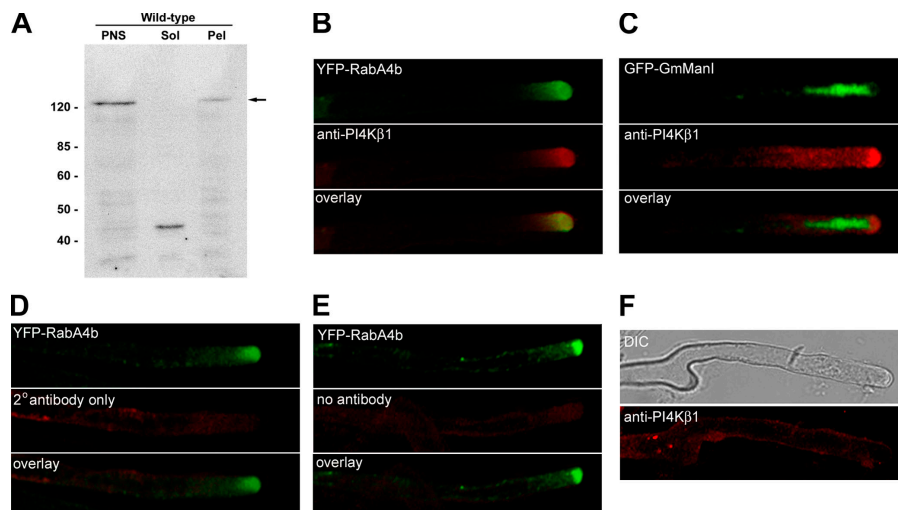 A
Wild-type
PNS Sol Pel
120 -
85 -
60 -
50 -
40 -
B
YFP-RabA4b
anti-PI4Kβ1
overlay
C
GFP-GmManI
anti-PI4Kβ1
overlay
D
YFP-RabA4b
2° antibody only
overlay
E
YFP-RabA4b
no antibody
overlay
F
DIC
anti-PI4Kβ1